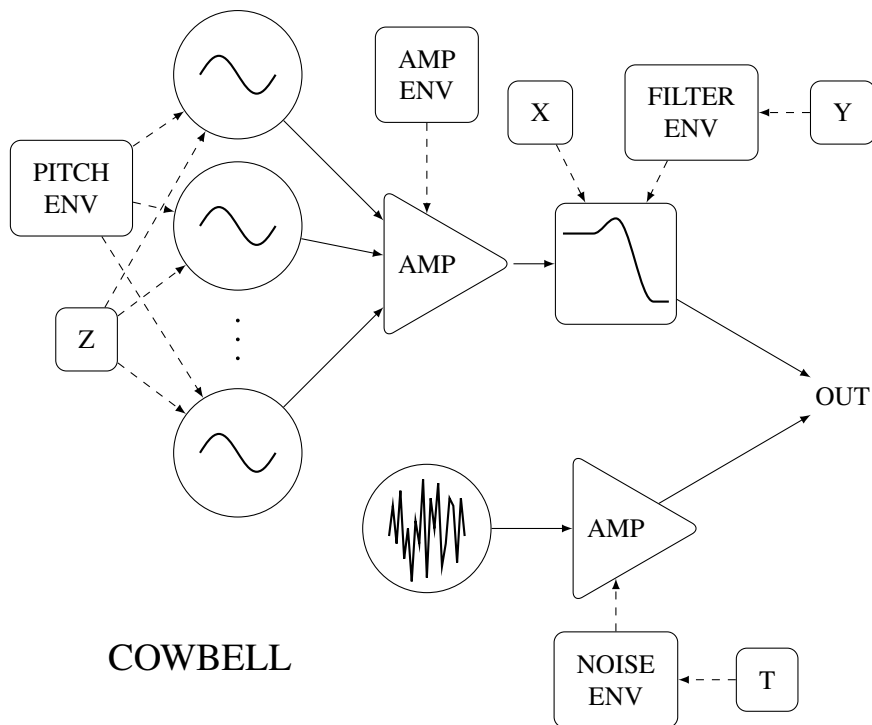 AMP
ENV
X
FILTER
ENV
Y
PITCH
ENV
AMP
Z
OUT
AMP
COWBELL
NOISE
ENV
T